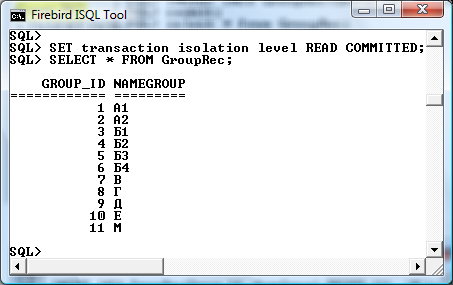 Firebird ISQL Tool
SQL>
SQL> SET transaction isolation level READ COMMITTED;
SQL> SELECT * FROM GroupRec;
GROUP_ID NAMEGROUP
============ =========
1 А1
2 А2
3 Б1
4 Б2
5 Б3
6 Б4
7 В
8 Г
9 Д
10 Е
11 М
SQL>